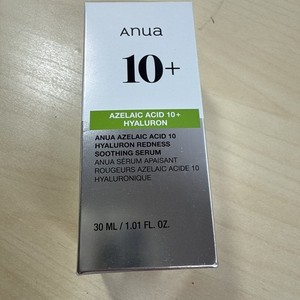 Anua
10+
AZELAIC ACID 10+
HYALURON
ANUA AZELAIC ACID 10
HYALURON REDNESS
SOOTHING SERUM
ANUA SÉRUM APAISANT
ROUGEURS AZELAIC ACIDE 10
HYALURONIQUE
30 ML / 1.01 FL. OZ.